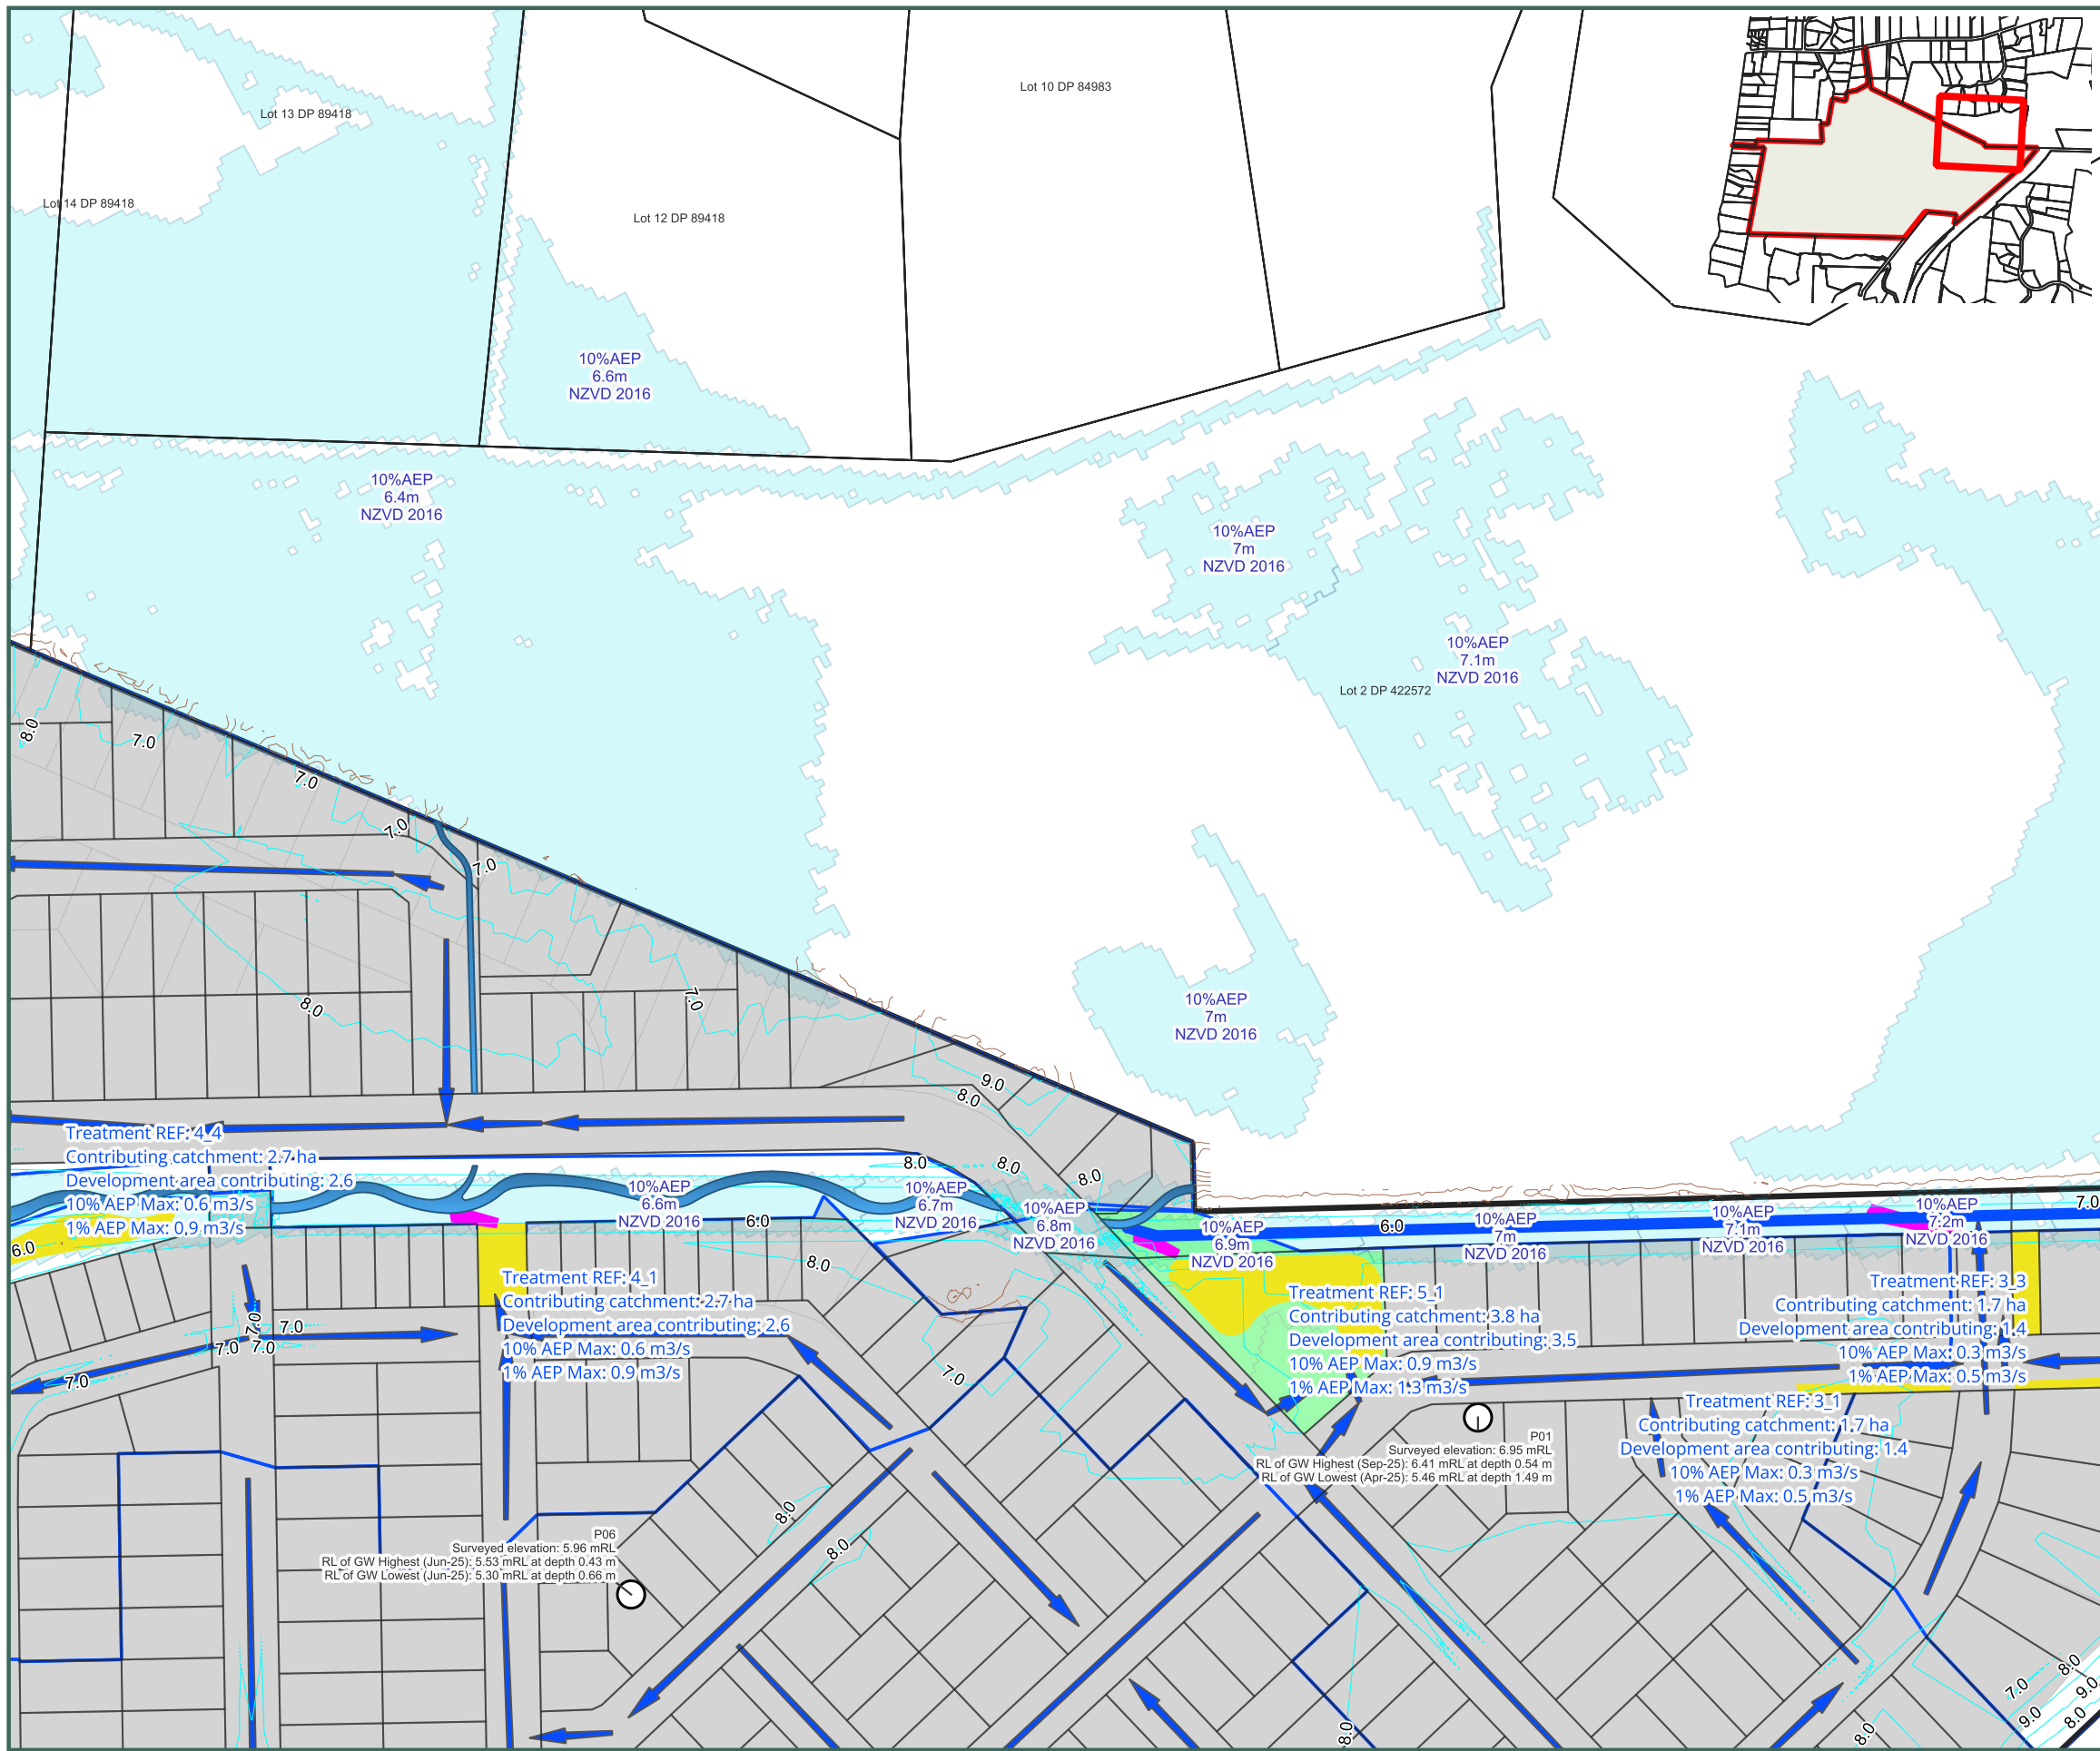 Lot 10 DP 84983
Lot 13 DP 89418
Lot 14 DP 89418
Lot 12 DP 89418
10%AEP
6.6m
NZVD 2016
10%AEP
6.4m
NZVD 2016
10%AEP
7m
NZVD 2016
10%AEP
7.1m
NZVD 2016
Lot 2 DP 422572
8.0
7.0
7.0
7.0
7.0
8.0
7.0
10%AEP
7m
NZVD 2016
9.0
8.0
Treatment REF: 4_4
Contributing catchment: 2.7 ha
Development area contributing: 2.6
10% AEP Max: 0.6 m3/s
1% AEP Max: 0.9 m3/s
6.0
8.0
8.0
8.0
10%AEP
6.6m
NZVD 2016
10%AEP
6.7m
NZVD 2016
10%AEP
6.8m
NZVD 2016
10%AEP
6.9m
NZVD 2016
6.0
6.0
10%AEP
7m
NZVD 2016
10%AEP
7.1m
NZVD 2016
10%AEP
7.2m
NZVD 2016
7.0
8.0
Treatment REF: 4_1
Contributing catchment: 2.7 ha
Development area contributing: 2.6
10% AEP Max: 0.6 m3/s
1% AEP Max: 0.9 m3/s
Treatment REF: 5_1
Contributing catchment: 3.8 ha
Development area contributing: 3.5
10% AEP Max: 0.9 m3/s
1% AEP Max: 1.3 m3/s
Treatment REF: 3_3
Contributing catchment: 1.7 ha
Development area contributing: 1.4
10% AEP Max: 0.3 m3/s
1% AEP Max: 0.5 m3/s
7.0
7.0
7.0
7.0
7.0
7.0
Treatment REF: 3_1
Contributing catchment: 1.7 ha
Development area contributing: 1.4
10% AEP Max: 0.3 m3/s
1% AEP Max: 0.5 m3/s
P01
Surveyed elevation: 6.95 mRL
RL of GW Highest (Sep-25): 6.41 mRL at depth 0.54 m
RL of GW Lowest (Apr-25): 5.46 mRL at depth 1.49 m
8.0
8.0
P06
Surveyed elevation: 5.96 mRL
RL of GW Highest (Jun-25): 5.53 mRL at depth 0.43 m
RL of GW Lowest (Jun-25): 5.30 mRL at depth 0.66 m
8.0
8.0
7.0
9.0
9.0
8.0
8.0